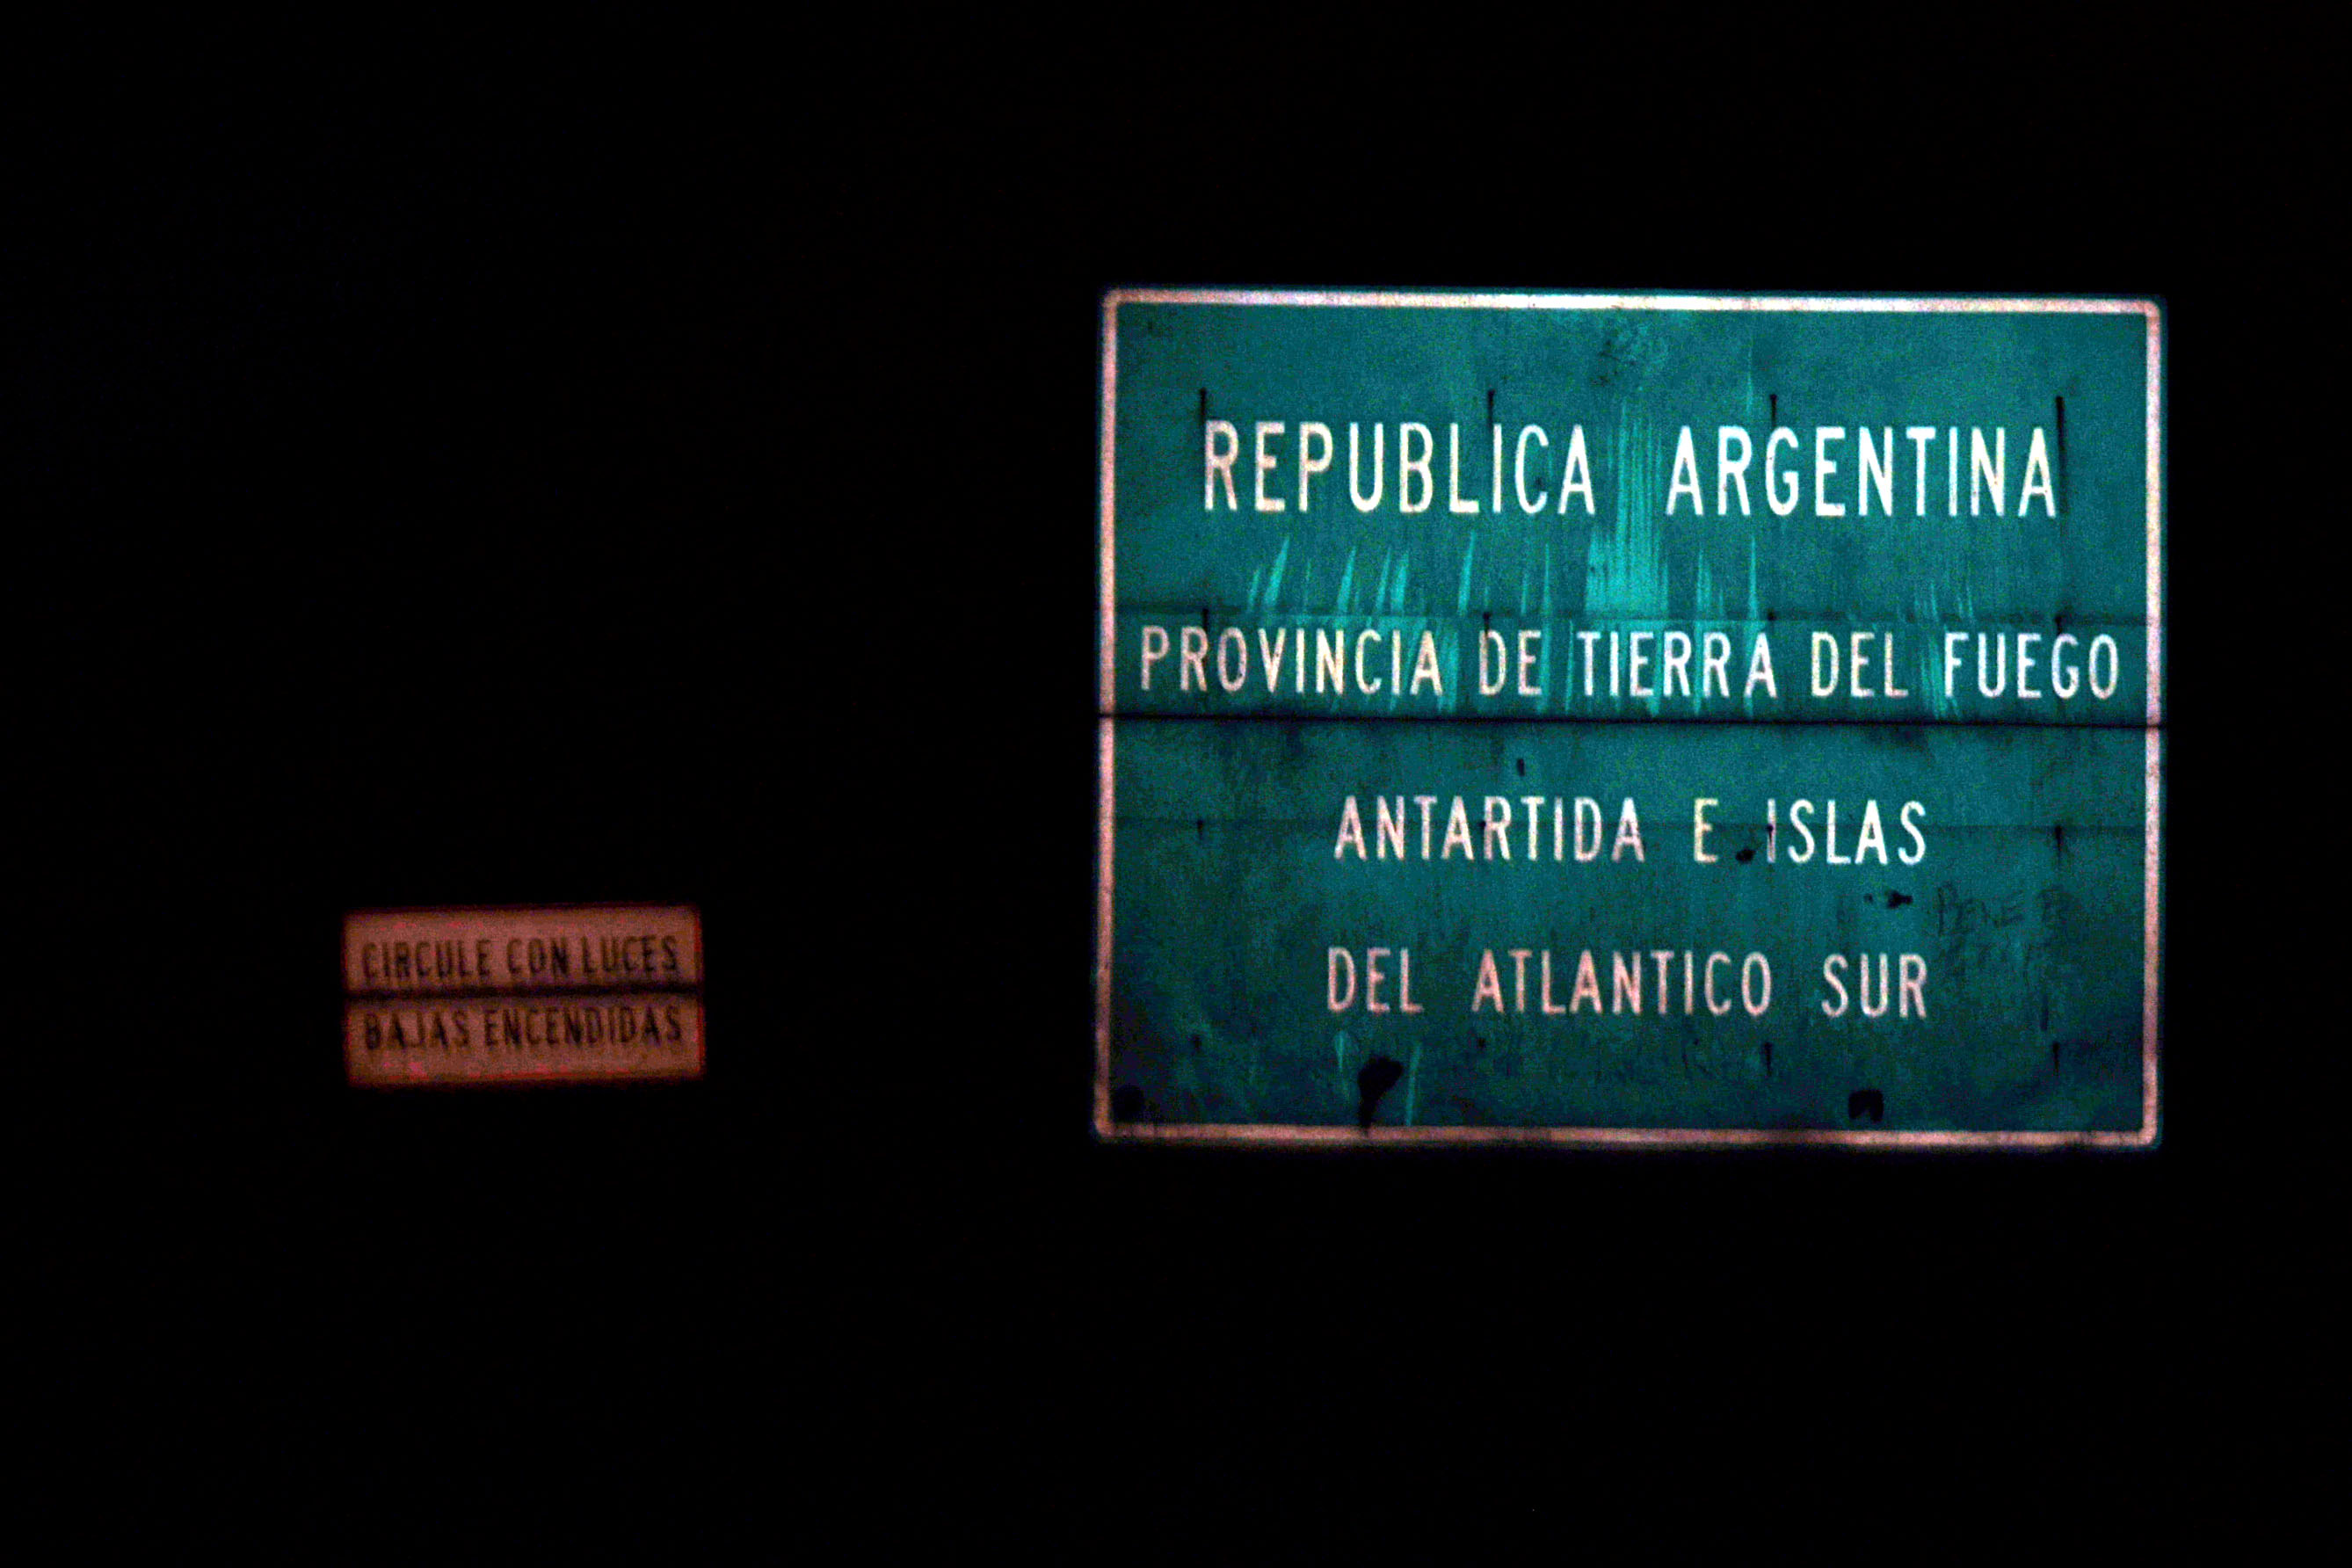 REPUBLICA ARGENTINA
PROVINCIA DE TIERRA DEL FUEGO
ANTARTIDA E ISLAS
DEL ATLANTICO SUR
CIRCULE CON LUCES
BAJAS ENCENDIDAS